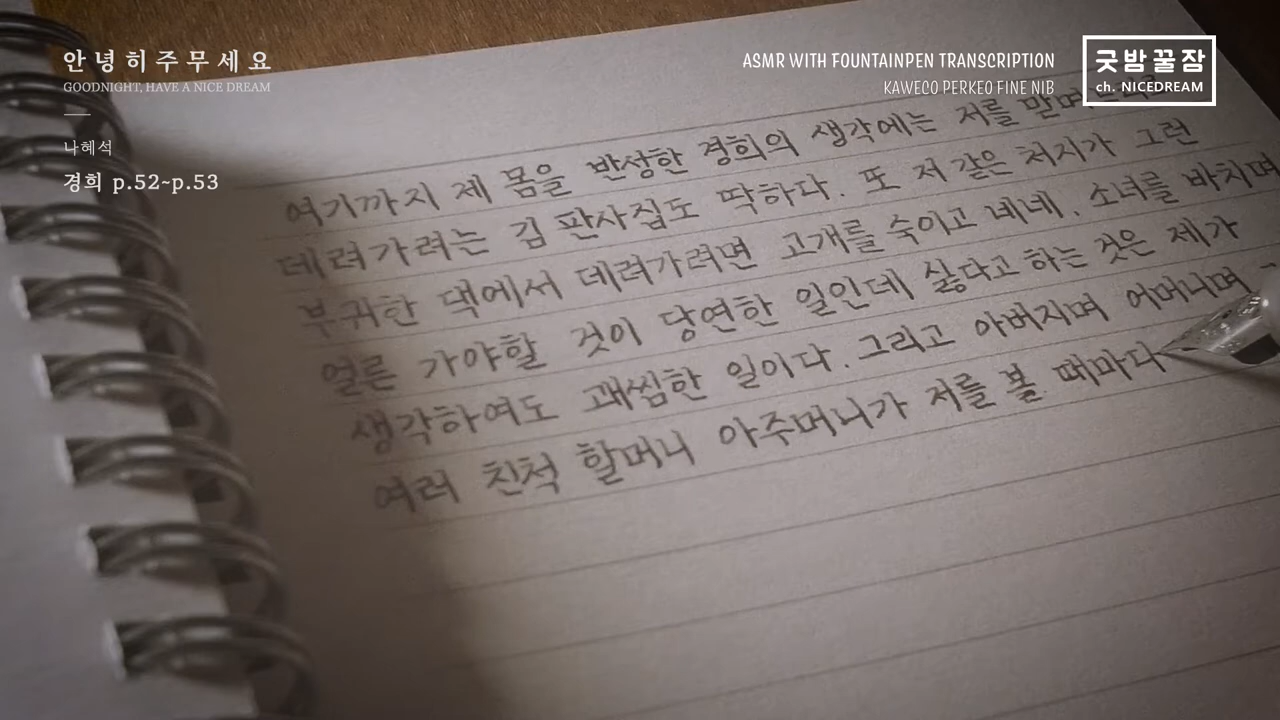 안녕히주무세요
GOODNIGHT, HAVE A NICE DREAM
나혜석
경희 p.52~p.53
ASMR WITH FOUNTAINPEN TRANSCRIPTION
KAWECO PERKEO FINE NIB
굿밤꿀잠
ch. NICEDREAM
여기까지 제 몸을 반성한 경희의 생각에는 저를 맏며느리로
데려가려는 김 판사집도 딱하다. 또 저 같은 처지가 그런
부귀한 댁에서 데려가려면 고개를 숙이고 네네, 소녀를 바치며
얼른 가야할 것이 당연한 일인데 싫다고 하는 것은 제가
생각하여도 괘씸한 일이다. 그리고 아버지며 어머니며
여러 친척 할머니 아주머니가 저를 볼 때마다